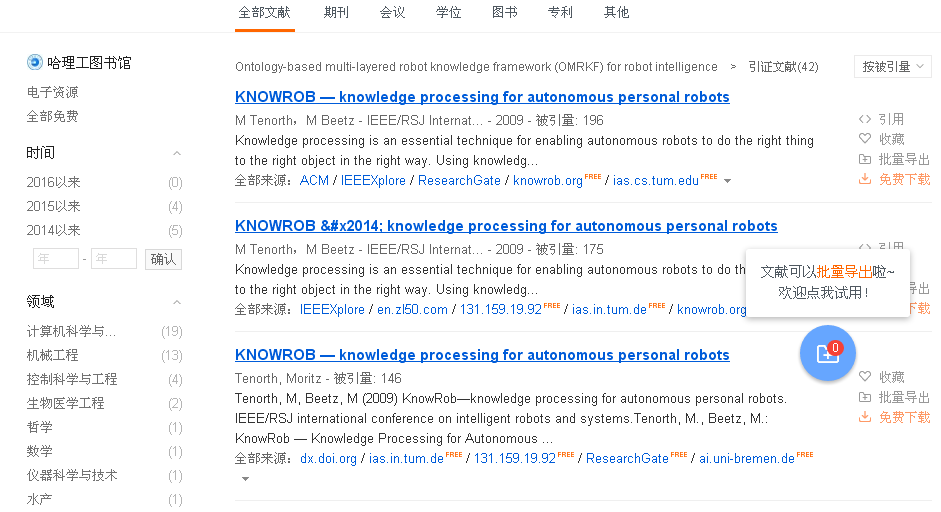 全部文献 期刊 会议 学位 图书 专利 其他
哈理工图书馆
电子资源
全部免费
时间
2016以来 (0)
2015以来 (4)
2014以来 (5)
年 - 年 确认
领域
计算机科学与... (19)
机械工程 (13)
控制科学与工程 (4)
生物医学工程 (2)
哲学 (1)
数学 (1)
仪器科学与技术 (1)
水产 (1)
Ontology-based multi-layered robot knowledge framework (OMRKF) for robot intelligence > 引证文献(42) 按被引量
KNOWROB — knowledge processing for autonomous personal robots
M Tenorth，M Beetz - IEEE/RSJ Internat... - 2009 - 被引量: 196
Knowledge processing is an essential technique for enabling autonomous robots to do the right thing
to the right object in the right way. Using knowledg...
全部来源：ACM / IEEEXplore / ResearchGate / knowrob.org FREE / ias.cs.tum.edu FREE
<> 引用
收藏
批量导出
免费下载
KNOWROB &#x2014; knowledge processing for autonomous personal robots
M Tenorth，M Beetz - IEEE/RSJ Internat... - 2009 - 被引量: 175
Knowledge processing is an essential technique for enabling autonomous robots to do the
to the right object in the right way. Using knowledg...
全部来源：IEEEXplore / en.zl50.com / 131.159.19.92 FREE / ias.in.tum.de FREE / knowrob.org
<> 引用
导出
下载
文献可以批量导出啦~
欢迎点我试用！
0
KNOWROB — knowledge processing for autonomous personal robots
Tenorth, Moritz - 被引量: 146
Tenorth, M, Beetz, M (2009) KnowRob—knowledge processing for autonomous personal robots.
IEEE/RSJ international conference on intelligent robots and systems.Tenorth, M., Beetz, M.:
KnowRob — Knowledge Processing for Autonomous ...
全部来源：dx.doi.org / ias.in.tum.de FREE / 131.159.19.92 FREE / ResearchGate FREE / ai.uni-bremen.de FREE
收藏
批量导出
免费下载